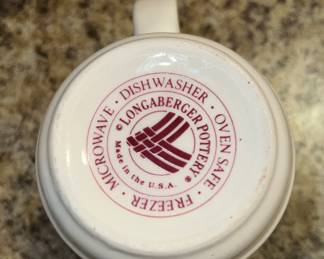 MICROWAVE · DISHWASHER · OVEN SAFE · FREEZER ·
© LONGABERGER POTTERY ®
Made in the U.S.A.